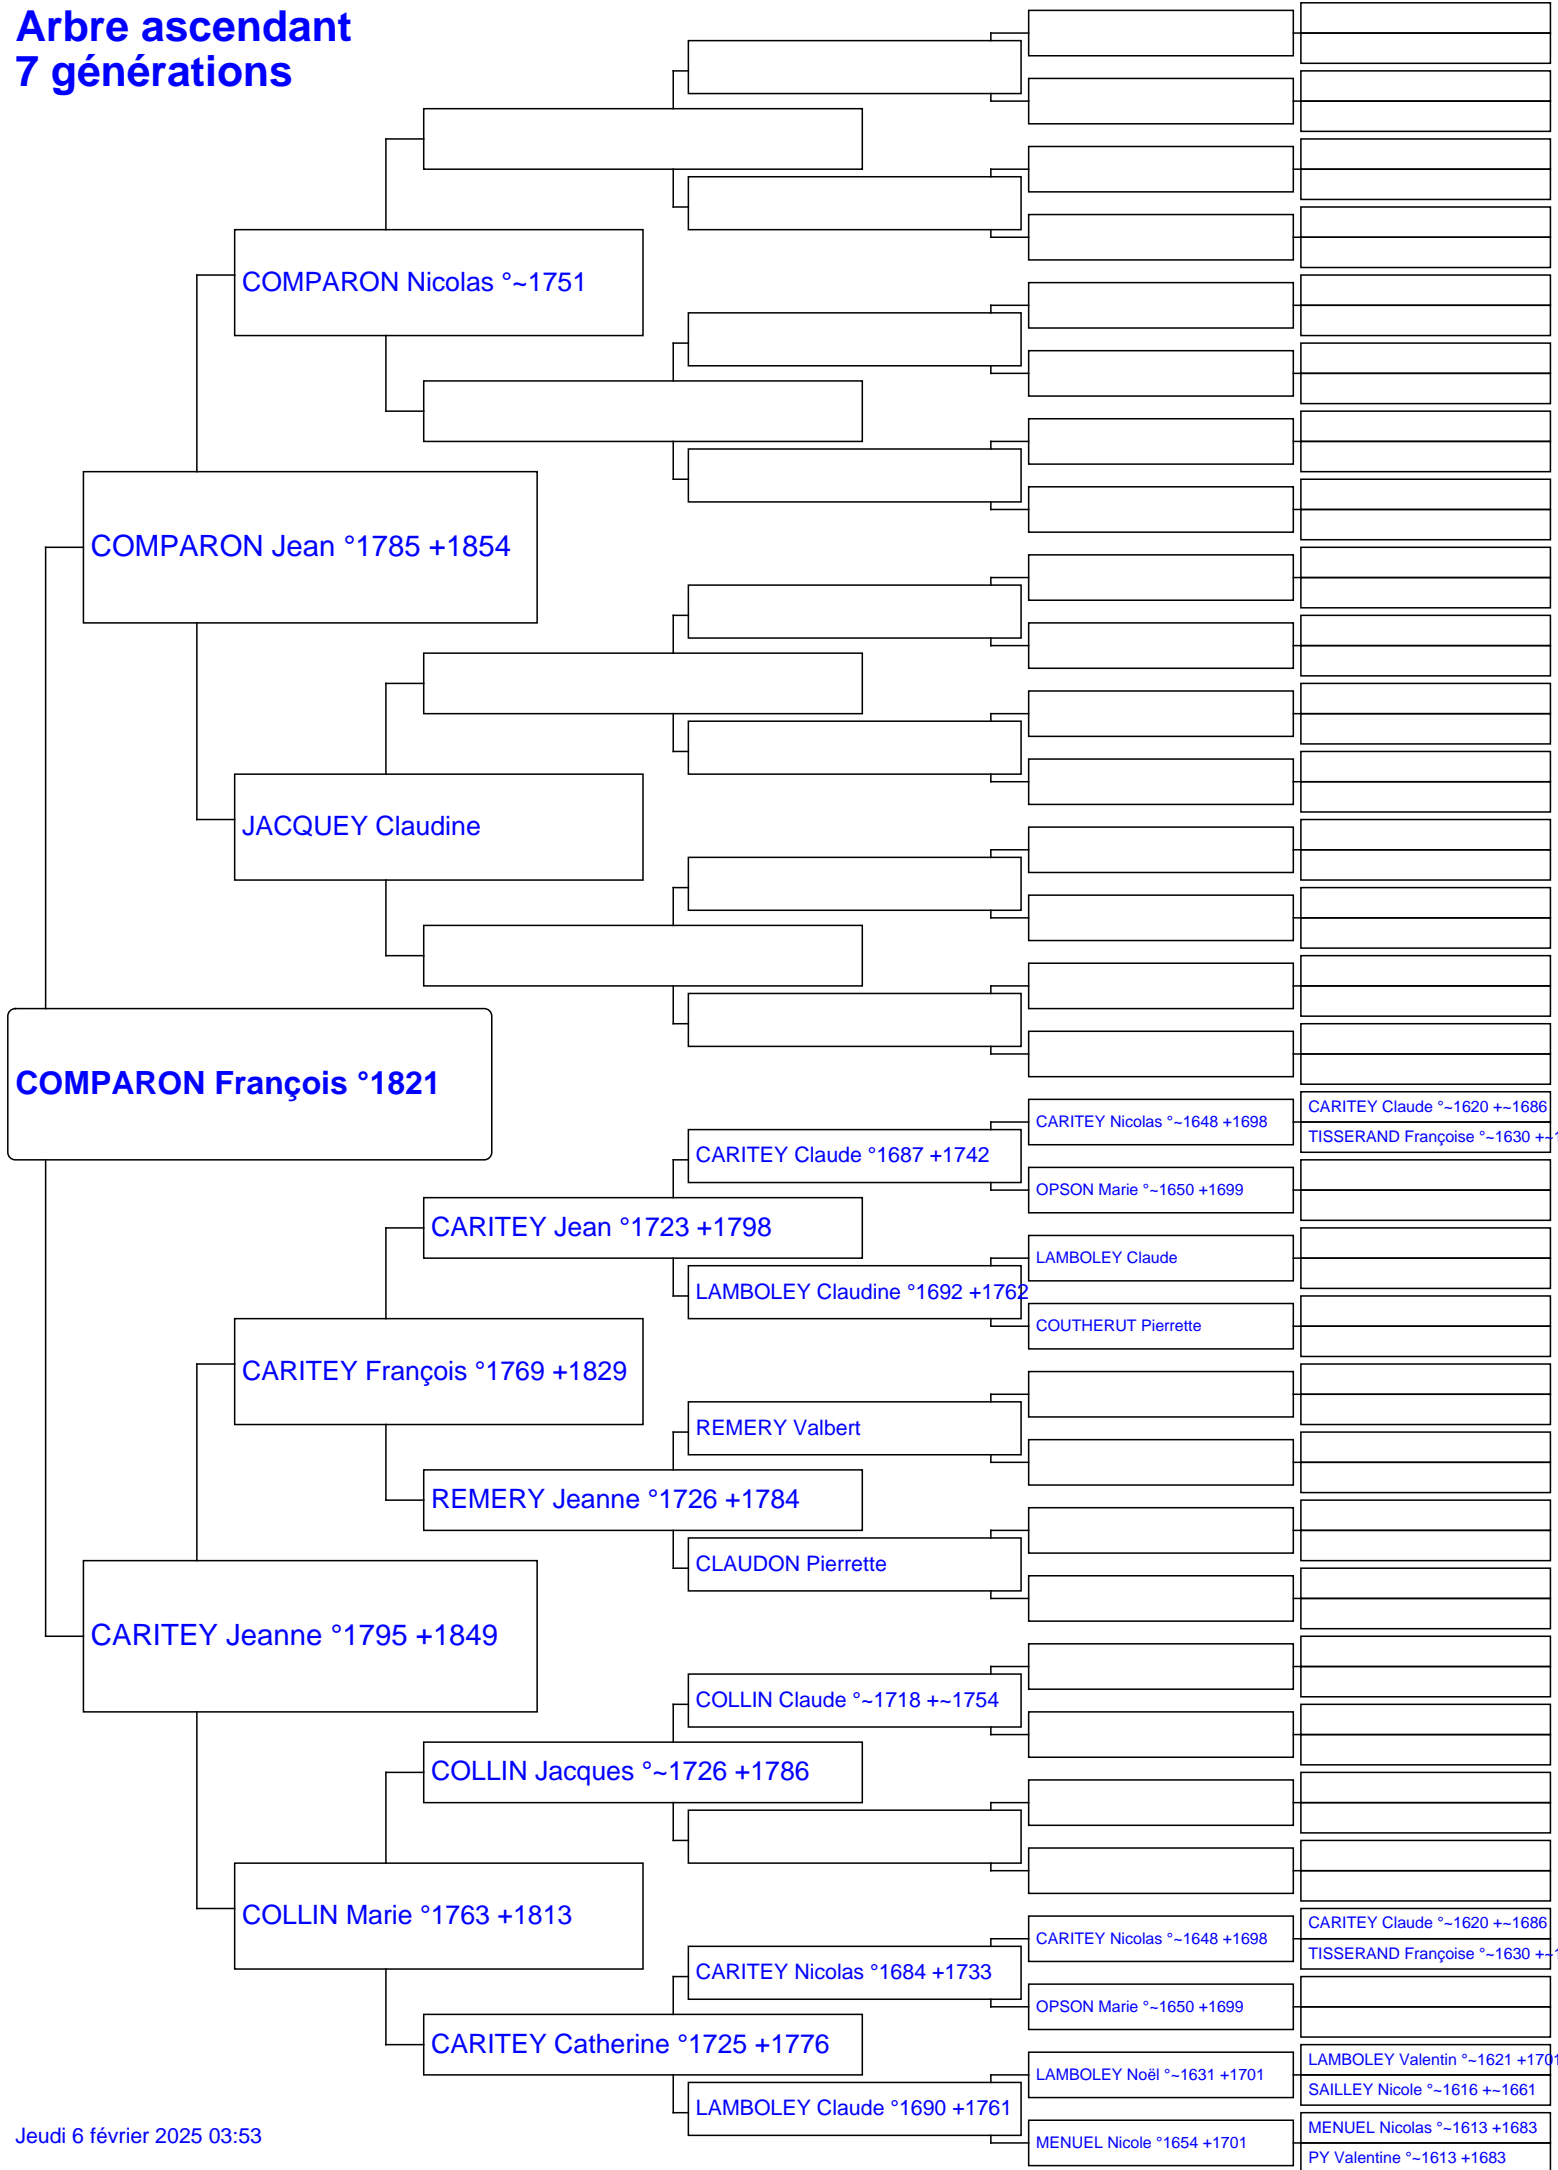 Arbre ascendant
7 générations
COMPARON Nicolas °~1751
COMPARON Jean °1785 +1854
JACQUEY Claudine
COMPARON François °1821
CARITEY Claude °~1620 +~1686
CARITEY Nicolas °~1648 +1698
TISSERAND Françoise °~1630 +~1
CARITEY Claude °1687 +1742
OPSON Marie °~1650 +1699
CARITEY Jean °1723 +1798
LAMBOLEY Claude
LAMBOLEY Claudine °1692 +1762
COUTHERUT Pierrette
CARITEY François °1769 +1829
REMERY Valbert
REMERY Jeanne °1726 +1784
CLAUDON Pierrette
CARITEY Jeanne °1795 +1849
COLLIN Claude °~1718 +~1754
COLLIN Jacques °~1726 +1786
COLLIN Marie °1763 +1813
CARITEY Claude °~1620 +~1686
CARITEY Nicolas °~1648 +1698
TISSERAND Françoise °~1630 +~1
CARITEY Nicolas °1684 +1733
OPSON Marie °~1650 +1699
CARITEY Catherine °1725 +1776
LAMBOLEY Valentin °~1621 +1701
LAMBOLEY Noël °~1631 +1701
SAILLEY Nicole °~1616 +~1661
LAMBOLEY Claude °1690 +1761
MENUEL Nicolas °~1613 +1683
MENUEL Nicole °1654 +1701
PY Valentine °~1613 +1683
Jeudi 6 février 2025 03:53